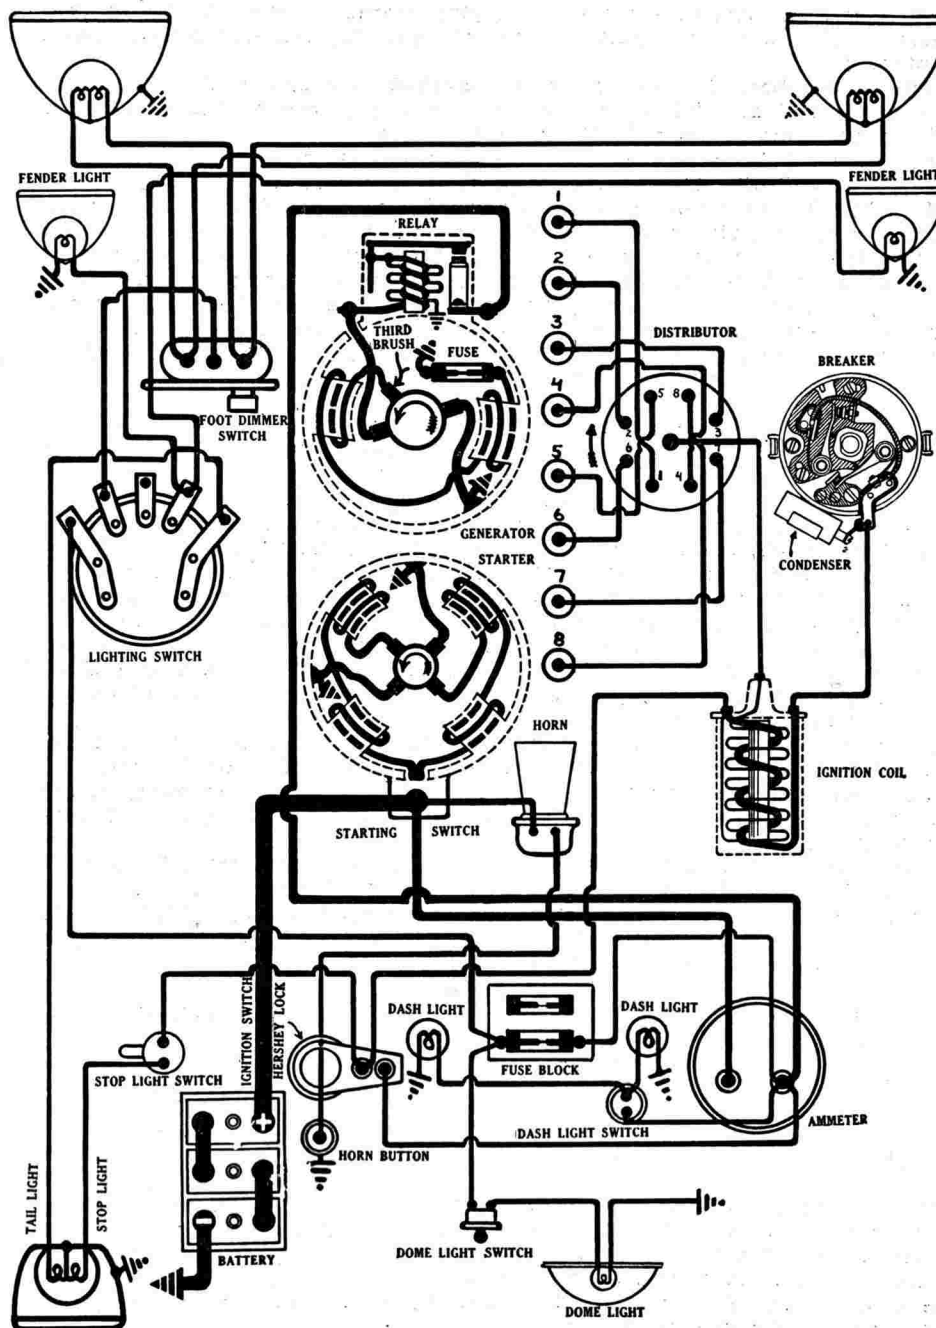 FENDER LIGHT
FENDER LIGHT
RELAY
1
2
3
4
5
6
7
8
THIRD
BRUSH
FUSE
DISTRIBUTOR
5 8
2 3
6 7
1 4
BREAKER
CONDENSER
FOOT DIMMER
SWITCH
GENERATOR
STARTER
LIGHTING SWITCH
HORN
IGNITION COIL
STARTING SWITCH
IGNITION SWITCH
HERSHEY LOCK
DASH LIGHT
DASH LIGHT
STOP LIGHT SWITCH
FUSE BLOCK
AMMETER
DASH LIGHT SWITCH
HORN BUTTON
TAIL LIGHT
STOP LIGHT
BATTERY
DOME LIGHT SWITCH
DOME LIGHT